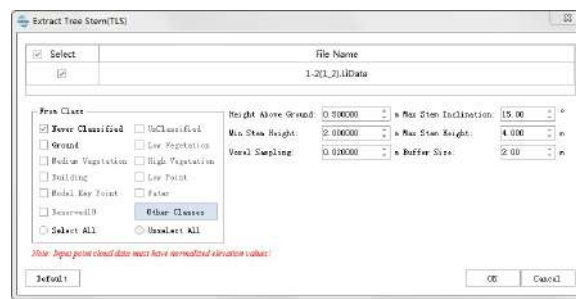 Extract Tree Stem(TLS)
Select File Name
1-2(1_2).LiData
From Class
Never Classified UnClassified
Ground Low Vegetation
Medium Vegetation High Vegetation
Building Low Point
Model Key Point Water
Reserved10 Other Classes
Select All Unselect All
Height Above Ground: 0.500000 m Max Stem Inclination: 15.00 °
Min Stem Height: 2.000000 m Max Stem Height: 4.000 m
Voxel Sampling: 0.020000 m Buffer Size: 2.00 m
Note: Input point cloud data must have normalized elevation values!
Default OK Cancel